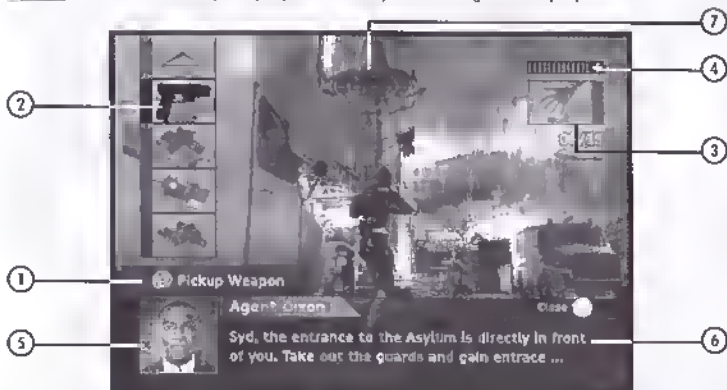 7
4
2
3
1
Pickup Weapon
Agent Dixon
Close
5
Syd, the entrance to the Asylum is directly in front
6
of you. Take out the guards and gain entrace ...